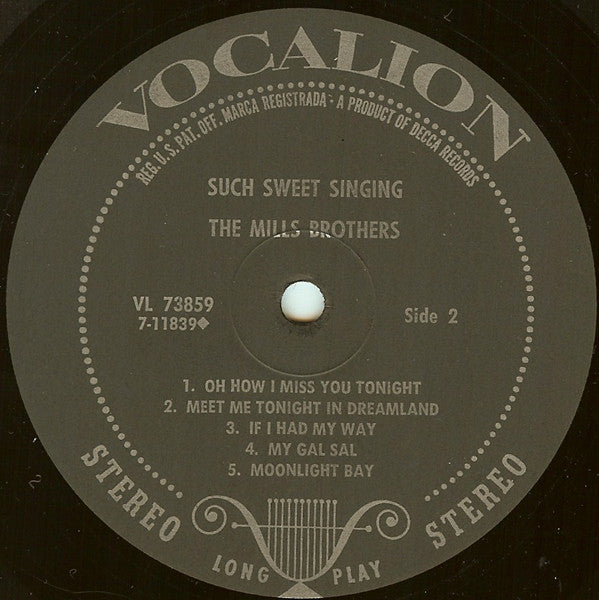 VOCALION
REG. U.S. PAT. OFF. MARCA REGISTRADA · A PRODUCT OF DECCA RECORDS
SUCH SWEET SINGING
THE MILLS BROTHERS
VL 73859
7-11839◆
Side 2
1. OH HOW I MISS YOU TONIGHT
2. MEET ME TONIGHT IN DREAMLAND
3. IF I HAD MY WAY
4. MY GAL SAL
5. MOONLIGHT BAY
STEREO
LONG PLAY
STEREO
2